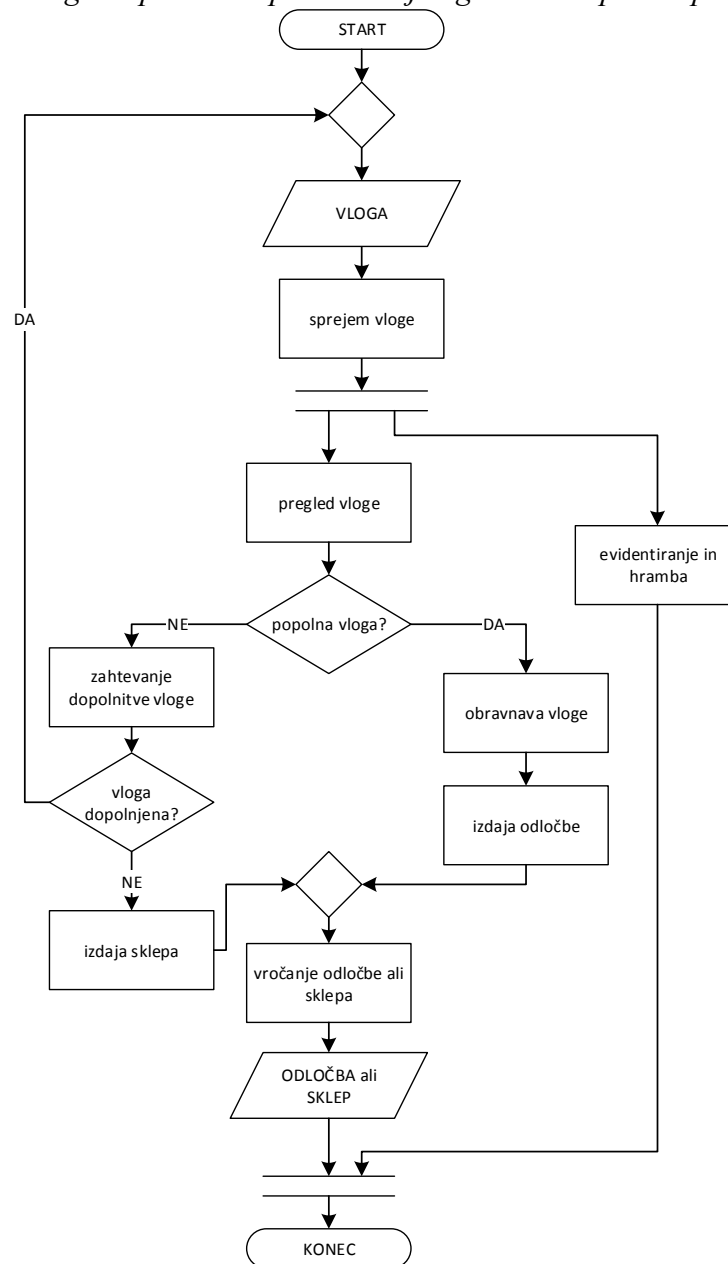 START
VLOGA
sprejem vloge
DA
pregled vloge
evidentiranje in
hramba
popolna vloga?
NE
DA
zahtevanje
dopolnitve vloge
obravnava vloge
vloga
dopolnjena?
izdaja odločbe
NE
izdaja sklepa
vročanje odločbe ali
sklepa
ODLOČBA ali
SKLEP
KONEC